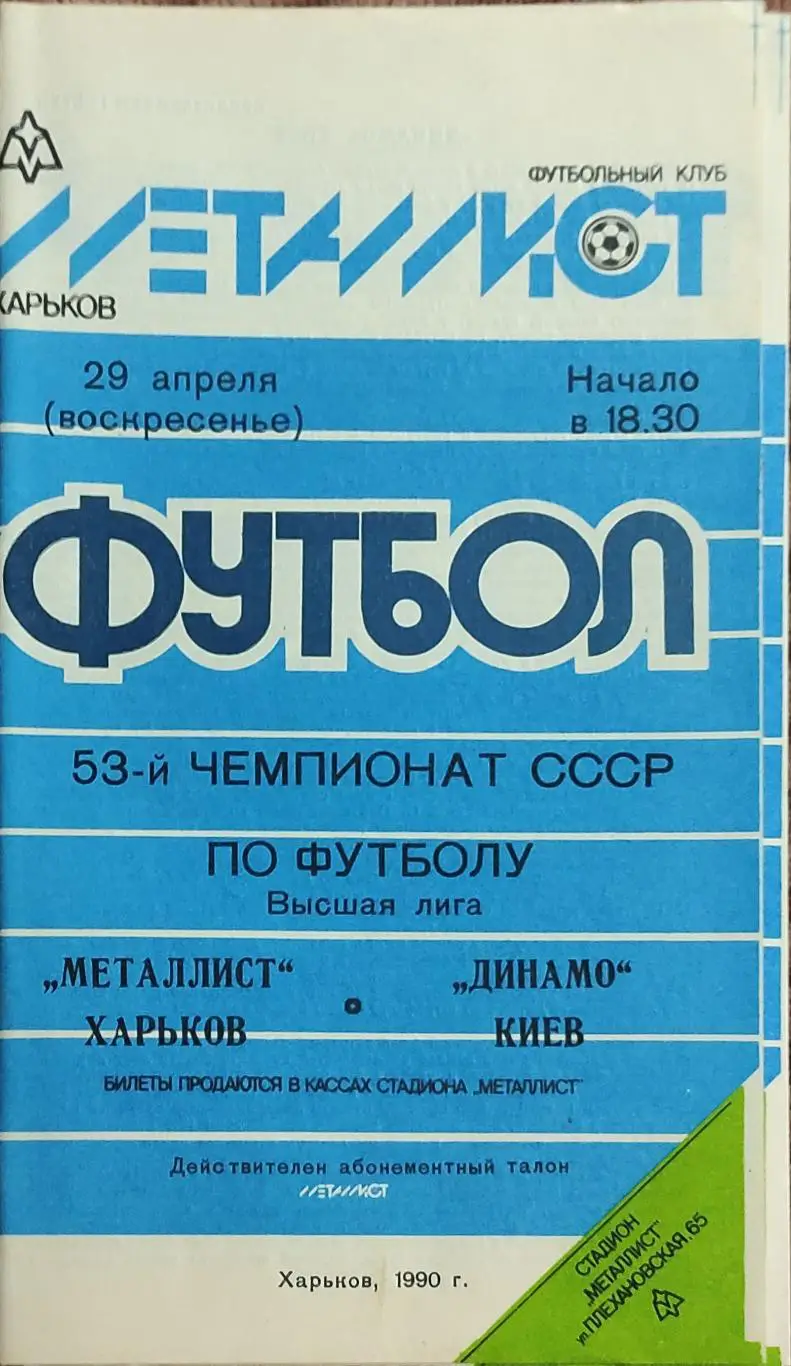 ФУТБОЛЬНЫЙ КЛУБ
МЕТАЛЛИСТ
ХАРЬКОВ
29 апреля
(воскресенье)
Начало
в 18.30
ФУТБОЛ
53-й ЧЕМПИОНАТ СССР
ПО ФУТБОЛУ
Высшая лига
„МЕТАЛЛИСТ“
ХАРЬКОВ
„ДИНАМО“
КИЕВ
БИЛЕТЫ ПРОДАЮТСЯ В КАССАХ СТАДИОНА „МЕТАЛЛИСТ“
Действителен абонементный талон
МЕТАЛЛИСТ
СТАДИОН
„МЕТАЛЛИСТ“
ул. ПЛЕХАНОВСКАЯ, 65
Харьков, 1990 г.